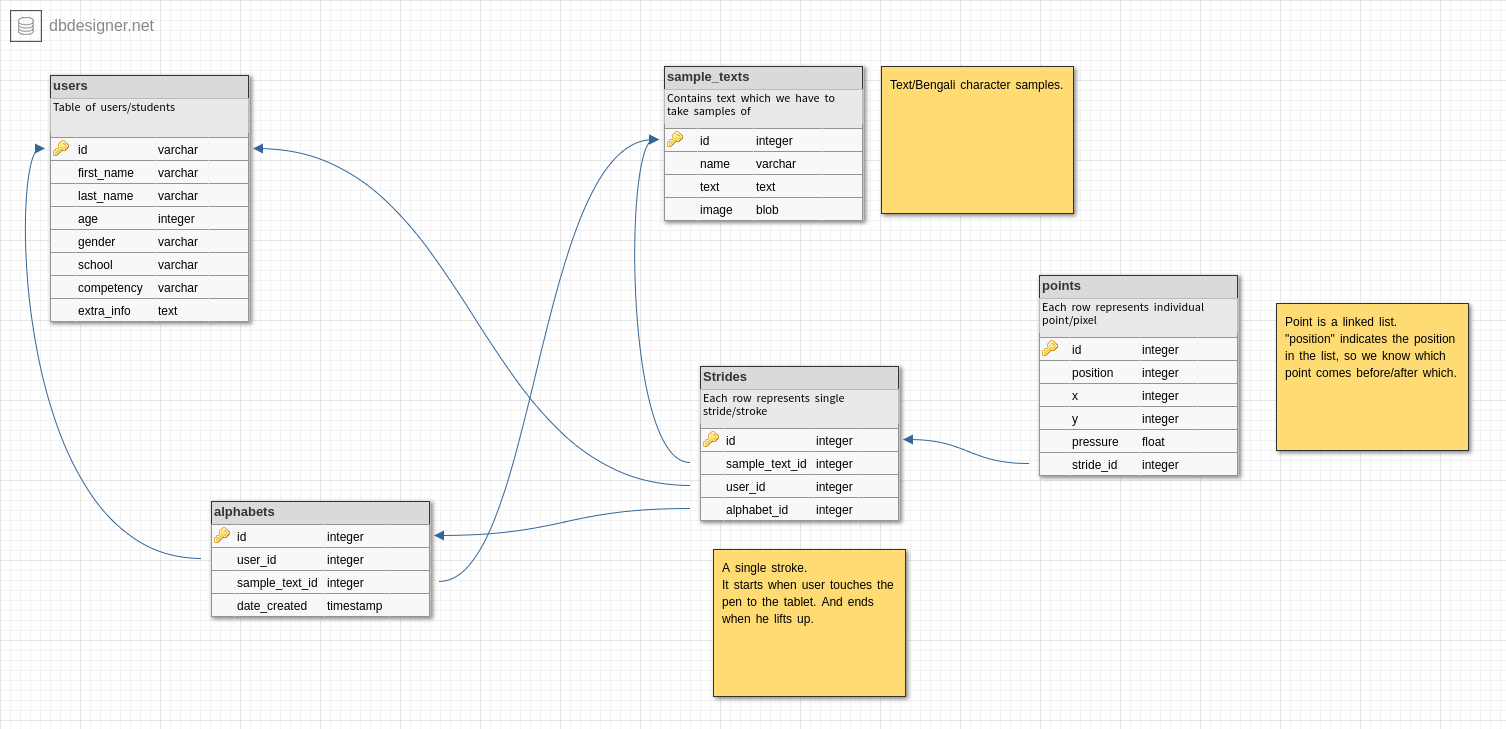 dbdesigner.net
users
Table of users/students
id varchar
first_name varchar
last_name varchar
age integer
gender varchar
school varchar
competency varchar
extra_info text
sample_texts
Contains text which we have to
take samples of
id integer
name varchar
text text
image blob
Text/Bengali character samples.
points
Each row represents individual
point/pixel
id integer
position integer
x integer
y integer
pressure float
stride_id integer
Point is a linked list.
"position" indicates the position
in the list, so we know which
point comes before/after which.
Strides
Each row represents single
stride/stroke
id integer
sample_text_id integer
user_id integer
alphabet_id integer
alphabets
id integer
user_id integer
sample_text_id integer
date_created timestamp
A single stroke.
It starts when user touches the
pen to the tablet. And ends
when he lifts up.